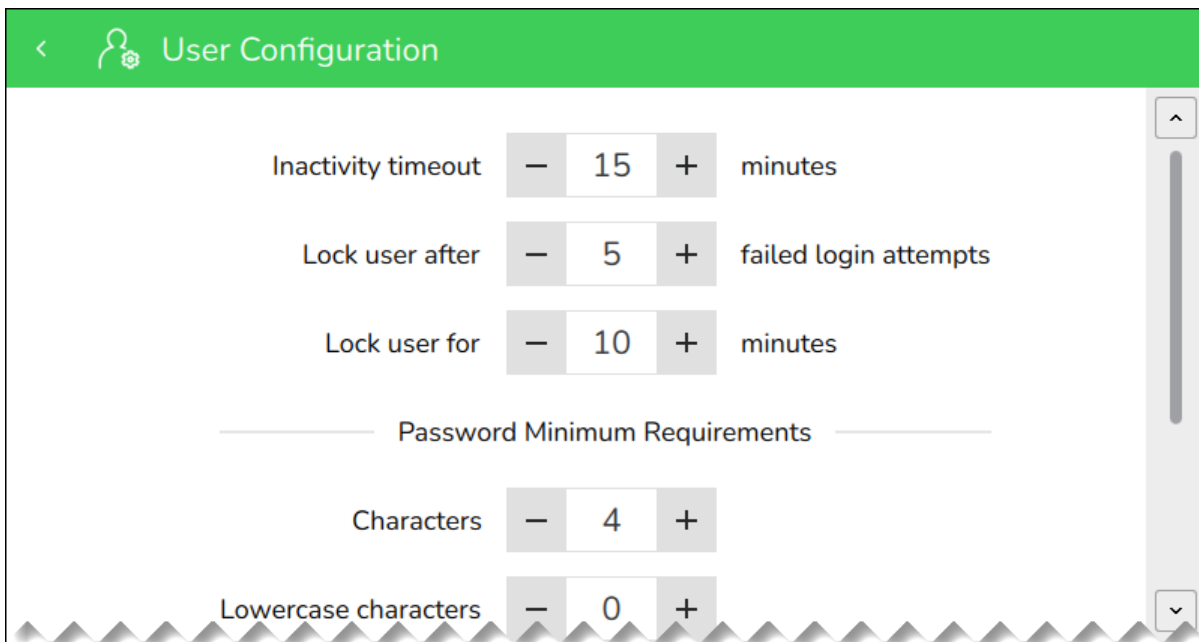 User Configuration
Inactivity timeout − 15 + minutes
Lock user after − 5 + failed login attempts
Lock user for − 10 + minutes
Password Minimum Requirements
Characters − 4 +
Lowercase characters − 0 +